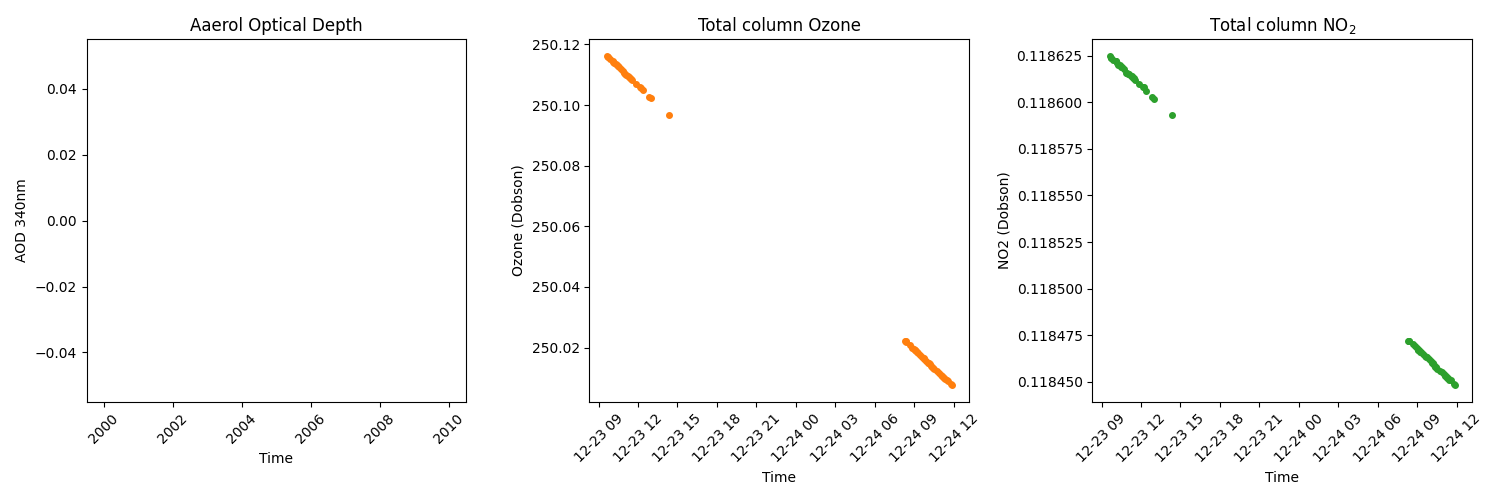 Aaerol Optical Depth
AOD 340nm
0.04
0.02
0.00
−0.02
−0.04
2000 2002 2004 2006 2008 2010
Time
Total column Ozone
Ozone (Dobson)
250.12
250.10
250.08
250.06
250.04
250.02
12-23 09 12-23 12 12-23 15 12-23 18 12-23 21 12-24 00 12-24 03 12-24 06 12-24 09 12-24 12
Time
Total column NO₂
NO2 (Dobson)
0.118625
0.118600
0.118575
0.118550
0.118525
0.118500
0.118475
0.118450
12-23 09 12-23 12 12-23 15 12-23 18 12-23 21 12-24 00 12-24 03 12-24 06 12-24 09 12-24 12
Time